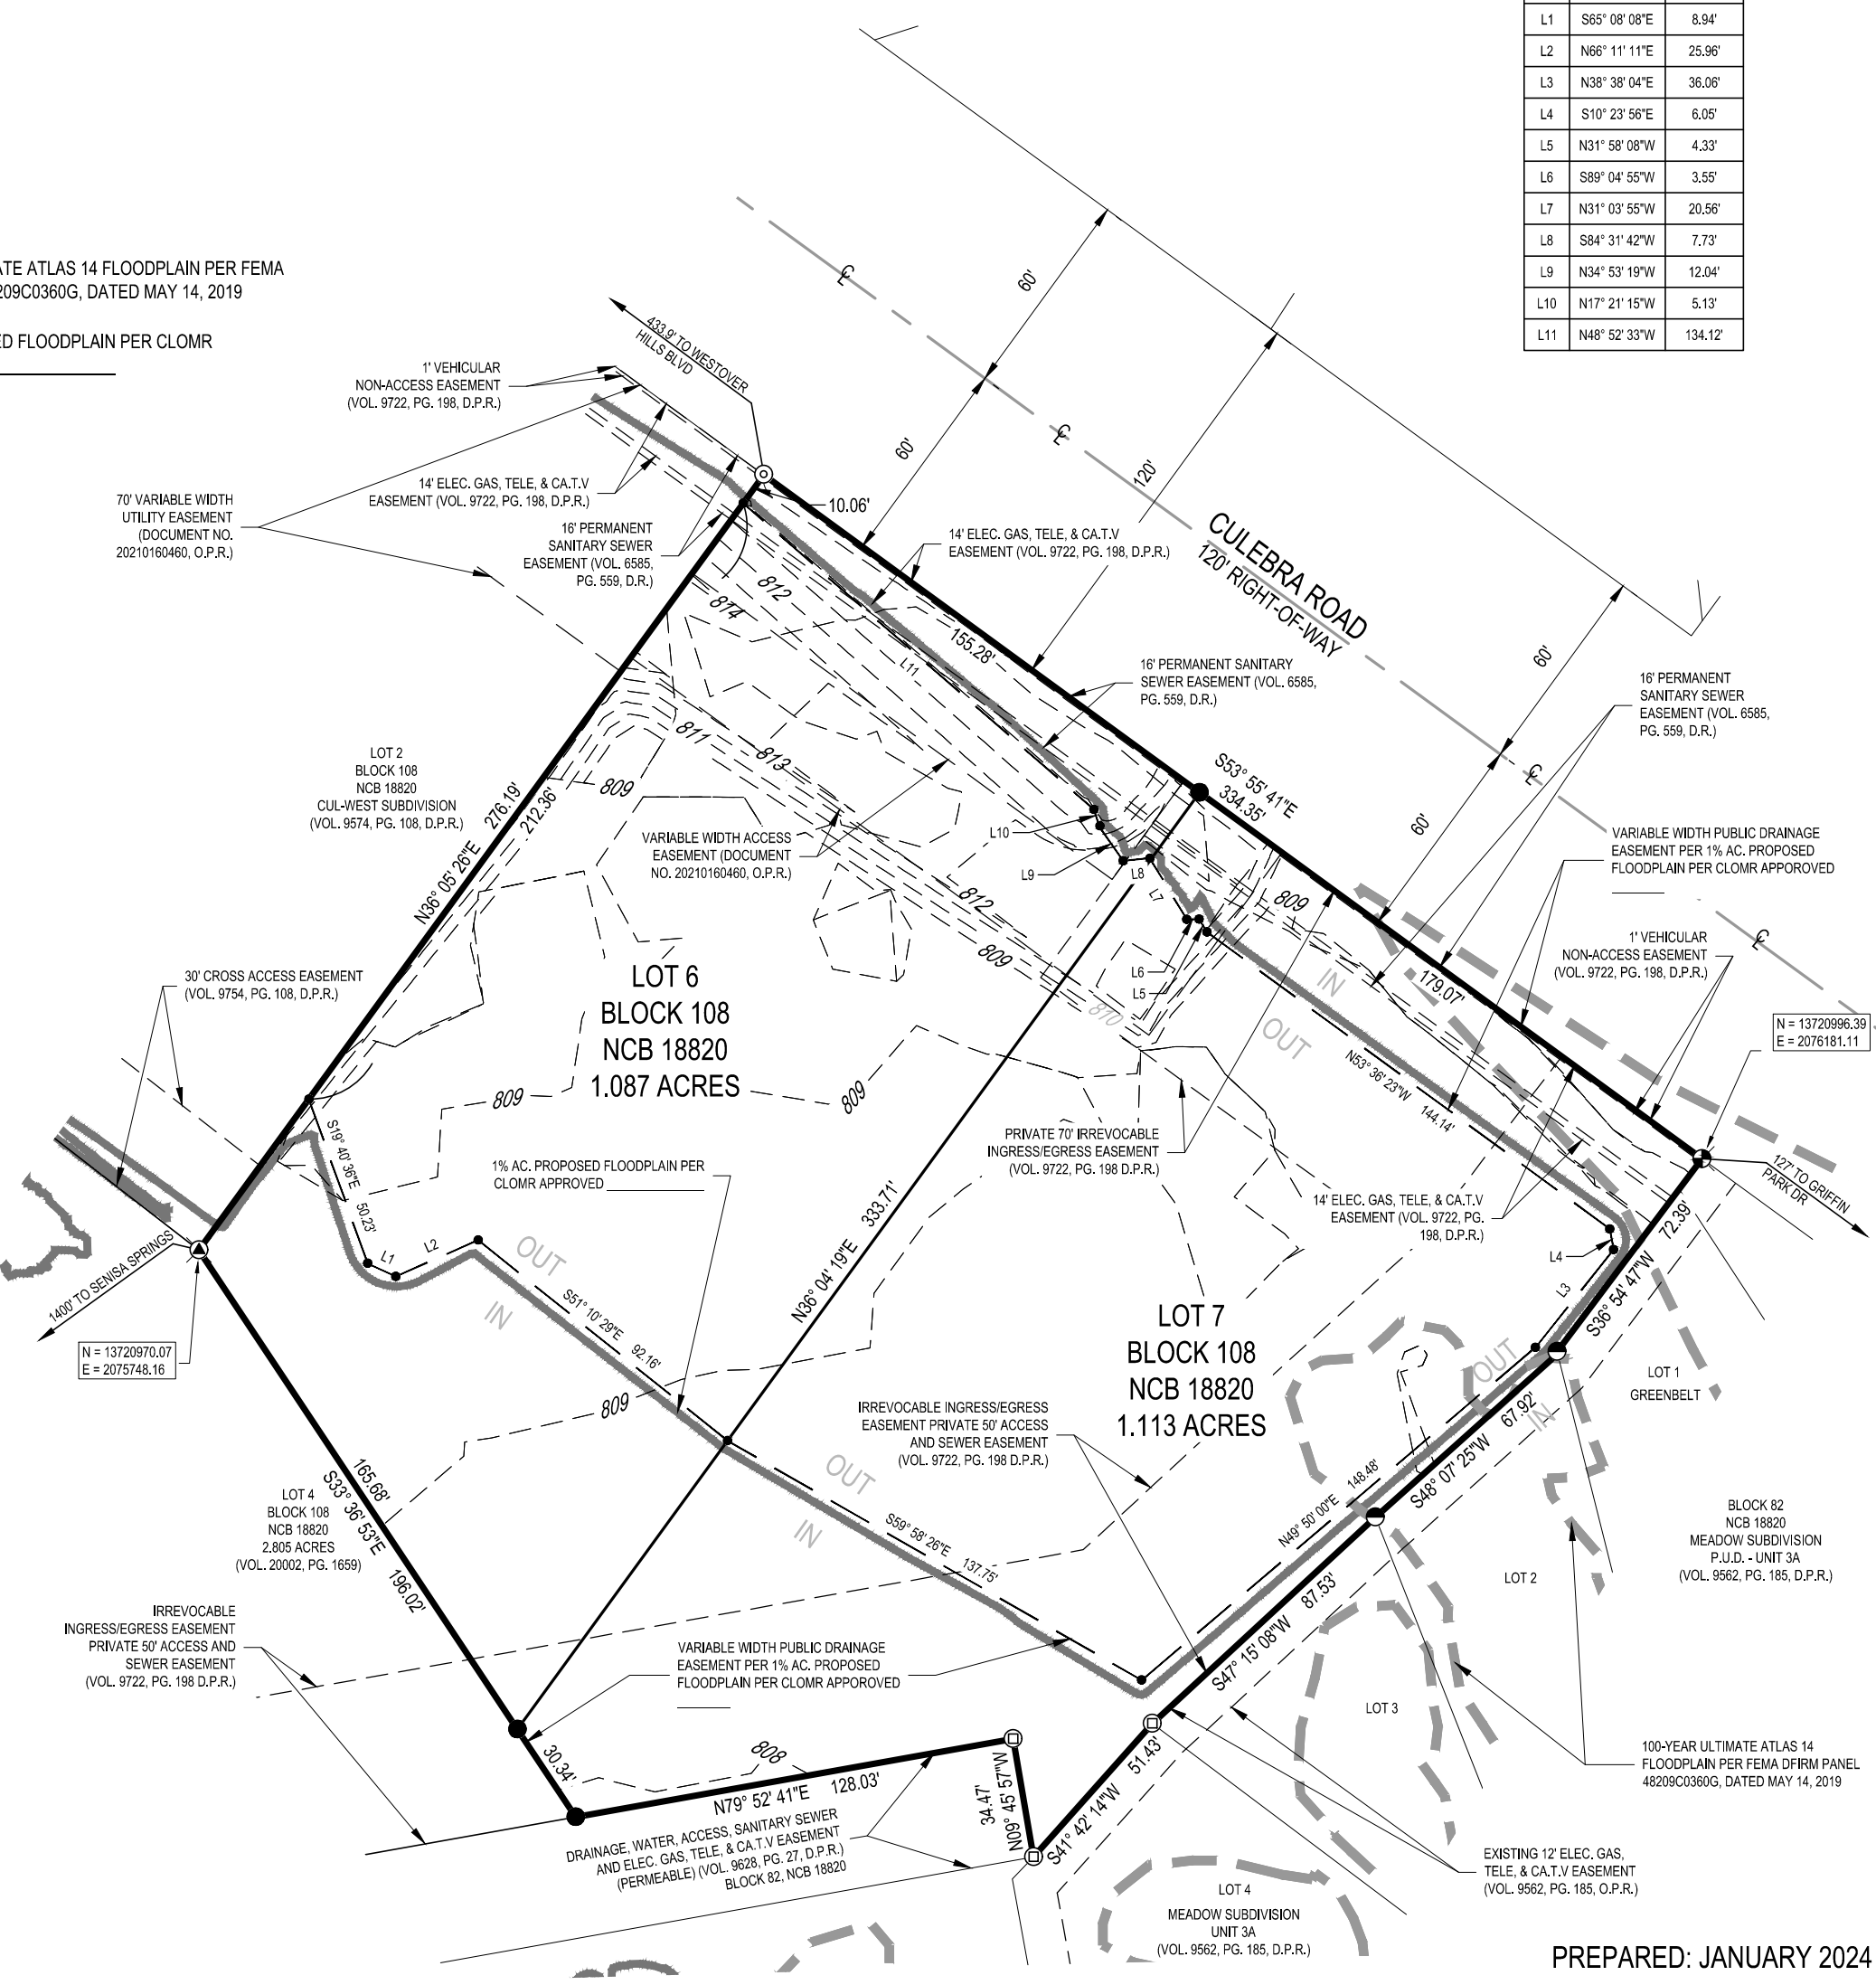 L1 S65° 08' 08"E 8.94'
L2 N66° 11' 11"E 25.96'
L3 N38° 38' 04"E 36.06'
L4 S10° 23' 56"E 6.05'
L5 N31° 58' 08"W 4.33'
L6 S89° 04' 55"W 3.55'
L7 N31° 03' 55"W 20.56'
L8 S84° 31' 42"W 7.73'
L9 N34° 53' 19"W 12.04'
L10 N17° 21' 15"W 5.13'
L11 N48° 52' 33"W 134.12'
ATE ATLAS 14 FLOODPLAIN PER FEMA
209C0360G, DATED MAY 14, 2019
ED FLOODPLAIN PER CLOMR
433.9' TO WESTOVER
HILLS BLVD
1' VEHICULAR
NON-ACCESS EASEMENT
(VOL. 9722, PG. 198, D.P.R.)
14' ELEC. GAS, TELE, & CA.T.V
EASEMENT (VOL. 9722, PG. 198, D.P.R.)
70' VARIABLE WIDTH
UTILITY EASEMENT
(DOCUMENT NO.
20210160460, O.P.R.)
16' PERMANENT
SANITARY SEWER
EASEMENT (VOL. 6585,
PG. 559, D.R.)
10.06'
60'
60'
120'
℄
℄
14' ELEC. GAS, TELE, & CA.T.V
EASEMENT (VOL. 9722, PG. 198, D.P.R.)
CULEBRA ROAD
120' RIGHT-OF-WAY
812
814
155.28'
L11
16' PERMANENT SANITARY
SEWER EASEMENT (VOL. 6585,
PG. 559, D.R.)
60'
60'
℄
℄
16' PERMANENT
SANITARY SEWER
EASEMENT (VOL. 6585,
PG. 559, D.R.)
LOT 2
BLOCK 108
NCB 18820
CUL-WEST SUBDIVISION
(VOL. 9574, PG. 108, D.P.R.)
276.19'
212.36'
N36° 05' 26"E
811
813
809
S53° 55' 41"E
334.35'
VARIABLE WIDTH ACCESS
EASEMENT (DOCUMENT
NO. 20210160460, O.P.R.)
L10
L9
L8
L7
L6
L5
812
809
809
810
VARIABLE WIDTH PUBLIC DRAINAGE
EASEMENT PER 1% AC. PROPOSED
FLOODPLAIN PER CLOMR APPOROVED
1' VEHICULAR
NON-ACCESS EASEMENT
(VOL. 9722, PG. 198, D.P.R.)
179.07'
N = 13720996.39
E = 2076181.11
127' TO GRIFFIN
PARK DR
30' CROSS ACCESS EASEMENT
(VOL. 9754, PG. 108, D.P.R.)
LOT 6
BLOCK 108
NCB 18820
1.087 ACRES
809
809
IN
OUT
N53° 36' 23"W 144.14'
PRIVATE 70' IRREVOCABLE
INGRESS/EGRESS EASEMENT
(VOL. 9722, PG. 198 D.P.R.)
14' ELEC. GAS, TELE, & CA.T.V
EASEMENT (VOL. 9722, PG.
198, D.P.R.)
1% AC. PROPOSED FLOODPLAIN PER
CLOMR APPROVED
S19° 40' 36"E 50.23'
L1
L2
1400' TO SENISA SPRINGS
N = 13720970.07
E = 2075748.16
OUT
IN
S51° 10' 29"E 92.16'
N36° 04' 19"E 333.71'
L4
L3
72.39'
S36° 54' 47"W
LOT 7
BLOCK 108
NCB 18820
1.113 ACRES
LOT 1
GREENBELT
809
IRREVOCABLE INGRESS/EGRESS
EASEMENT PRIVATE 50' ACCESS
AND SEWER EASEMENT
(VOL. 9722, PG. 198 D.P.R.)
OUT
IN
OUT
IN
S48° 07' 25"W 67.92'
N49° 50' 00"E 148.48'
S59° 58' 26"E 137.75'
165.68'
S33° 36' 53"E
196.02'
LOT 4
BLOCK 108
NCB 18820
2.805 ACRES
(VOL. 20002, PG. 1659)
BLOCK 82
NCB 18820
MEADOW SUBDIVISION
P.U.D. - UNIT 3A
(VOL. 9562, PG. 185, D.P.R.)
LOT 2
S47° 15' 08"W 87.53'
IRREVOCABLE
INGRESS/EGRESS EASEMENT
PRIVATE 50' ACCESS AND
SEWER EASEMENT
(VOL. 9722, PG. 198 D.P.R.)
VARIABLE WIDTH PUBLIC DRAINAGE
EASEMENT PER 1% AC. PROPOSED
FLOODPLAIN PER CLOMR APPOROVED
LOT 3
100-YEAR ULTIMATE ATLAS 14
FLOODPLAIN PER FEMA DFIRM PANEL
48209C0360G, DATED MAY 14, 2019
30.34'
808
N79° 52' 41"E 128.03'
34.47'
N09° 45' 57"W
S41° 42' 14"W 51.43'
DRAINAGE, WATER, ACCESS, SANITARY SEWER
AND ELEC. GAS, TELE, & CA.T.V EASEMENT
(PERMEABLE) (VOL. 9628, PG. 27, D.P.R.)
BLOCK 82, NCB 18820
EXISTING 12' ELEC. GAS,
TELE, & CA.T.V EASEMENT
(VOL. 9562, PG. 185, O.P.R.)
LOT 4
MEADOW SUBDIVISION
UNIT 3A
(VOL. 9562, PG. 185, D.P.R.)
PREPARED: JANUARY 2024